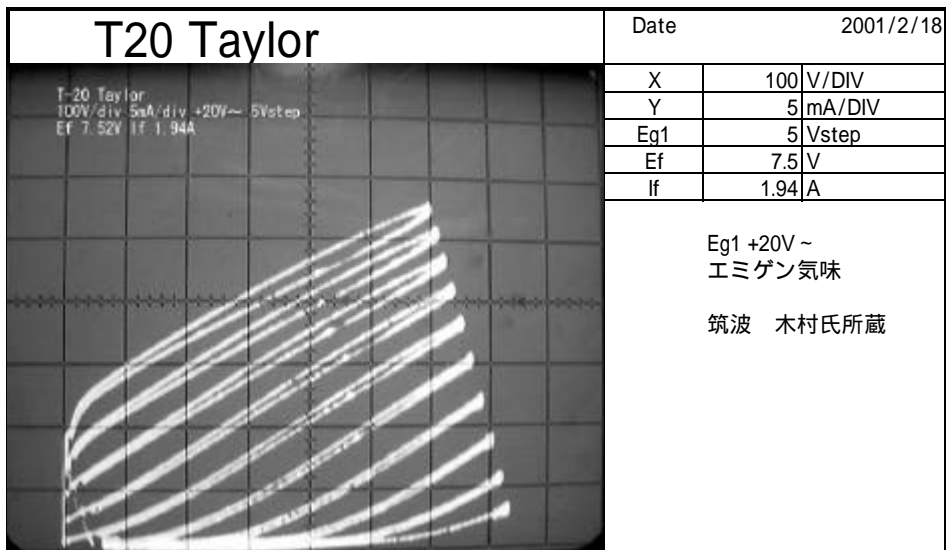 T20 Taylor
Date 2001/2/18
T-20 Taylor
100V/div 5mA/div +20V～ 5Vstep
Ef 7.52V If 1.94A
X 100 V/DIV
Y 5 mA/DIV
Eg1 5 Vstep
Ef 7.5 V
If 1.94 A
Eg1 +20V ~
エミゲン気味
筑波　木村氏所蔵